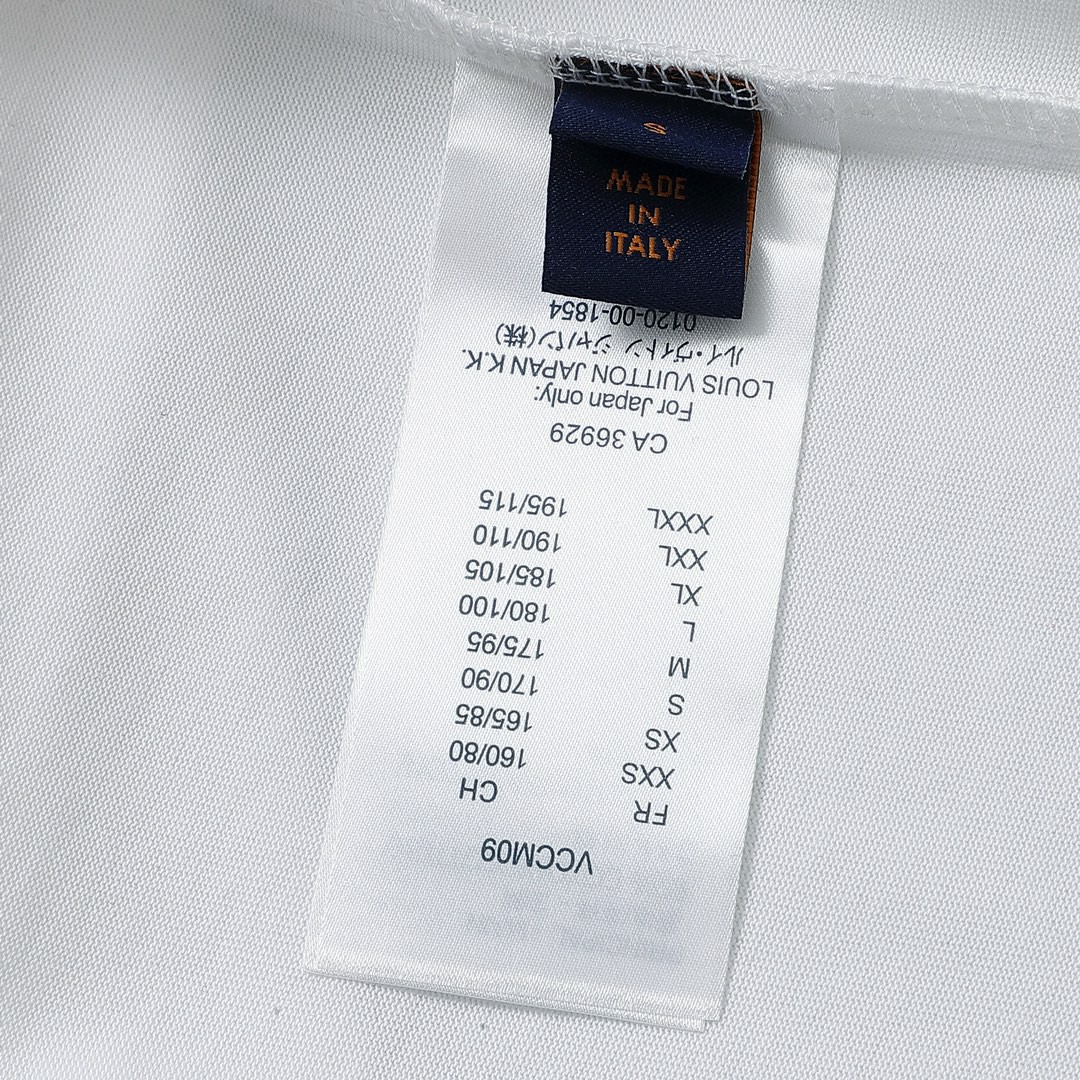 S
MADE
IN
ITALY
VCCM09
FR CH
XXS 160/80
XS 165/85
S 170/90
M 175/95
L 180/100
XL 185/105
XXL 190/110
XXXL 195/115
CA 36929
For Japan only:
LOUIS VUITTON JAPAN K.K.
ルイ・ヴィトン ジャパン(株)
0120-00-1854